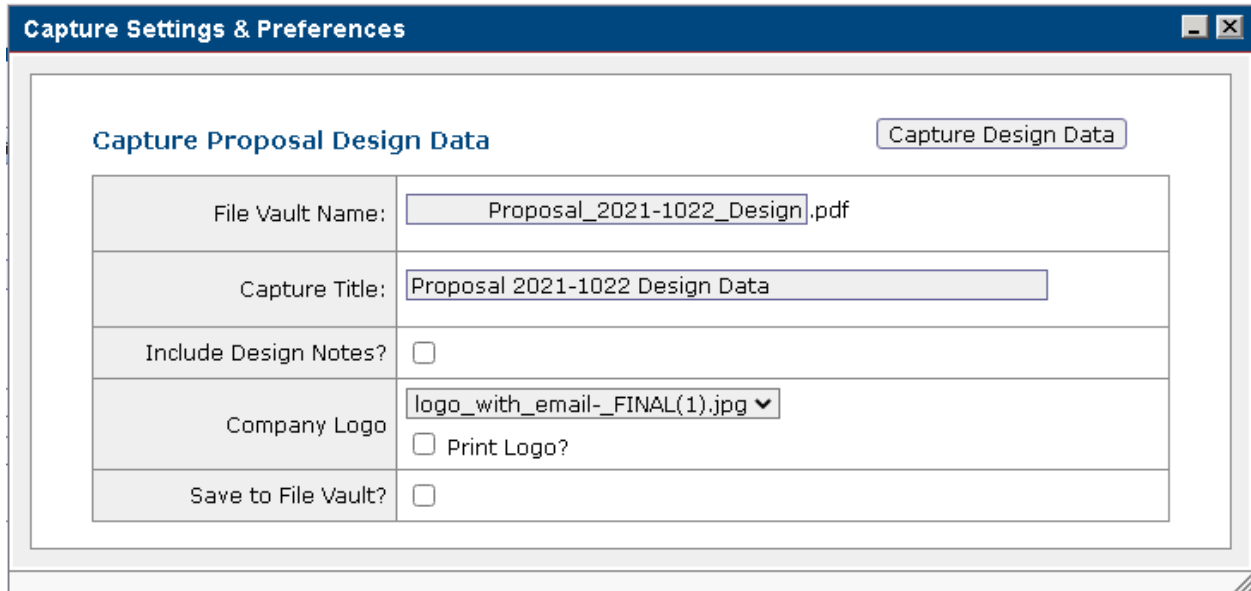 Capture Settings & Preferences
Capture Proposal Design Data
Capture Design Data
File Vault Name: Proposal_2021-1022_Design .pdf
Capture Title: Proposal 2021-1022 Design Data
Include Design Notes?
Company Logo
logo_with_email-_FINAL(1).jpg
Print Logo?
Save to File Vault?